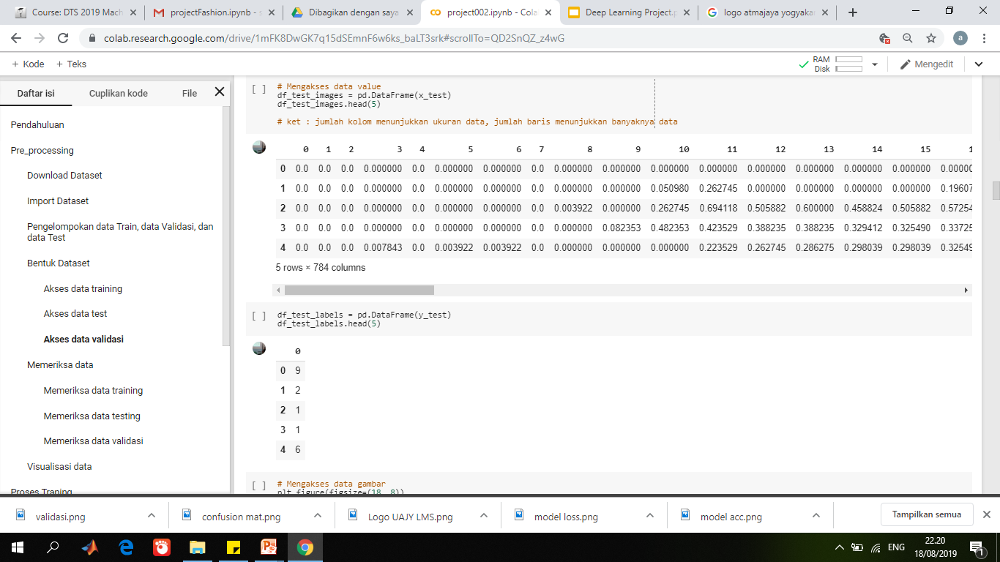 Course: DTS 2019 Mach
projectFashion.ipynb - s
Dibagikan dengan saya
project002.ipynb - Cola
Deep Learning Project.p
logo atmajaya yogyakar
colab.research.google.com/drive/1mFK8DwGK7q15dSEmnF6w6ks_baLT3srk#scrollTo=QD2SnQZ_z4wG
a
+ Kode + Teks
RAM
Disk
Mengedit
Daftar isi Cuplikan kode File
Pendahuluan
Pre_processing
Download Dataset
Import Dataset
Pengelompokan data Train, data Validasi, dan
data Test
Bentuk Dataset
Akses data training
Akses data test
Akses data validasi
Memeriksa data
Memeriksa data training
Memeriksa data testing
Memeriksa data validasi
Visualisasi data
Proses Traning
[ ] # Mengakses data value
df_test_images = pd.DataFrame(x_test)
df_test_images.head(5)
# ket : jumlah kolom menunjukkan ukuran data, jumlah baris menunjukkan banyaknya data
0 1 2 3 4 5 6 7 8 9 10 11 12 13 14 15 1
0 0.0 0.0 0.0 0.000000 0.0 0.000000 0.000000 0.0 0.000000 0.000000 0.000000 0.000000 0.000000 0.000000 0.000000 0.000000 0.00000
1 0.0 0.0 0.0 0.000000 0.0 0.000000 0.000000 0.0 0.000000 0.000000 0.050980 0.262745 0.000000 0.000000 0.000000 0.000000 0.19607
2 0.0 0.0 0.0 0.000000 0.0 0.000000 0.000000 0.0 0.003922 0.000000 0.262745 0.694118 0.505882 0.600000 0.458824 0.505882 0.57254
3 0.0 0.0 0.0 0.000000 0.0 0.000000 0.000000 0.0 0.000000 0.082353 0.482353 0.423529 0.388235 0.388235 0.329412 0.325490 0.33725
4 0.0 0.0 0.0 0.007843 0.0 0.003922 0.003922 0.0 0.000000 0.000000 0.000000 0.223529 0.262745 0.286275 0.298039 0.298039 0.32549
5 rows × 784 columns
[ ] df_test_labels = pd.DataFrame(y_test)
df_test_labels.head(5)
0
0 9
1 2
2 1
3 1
4 6
[ ] # Mengakses data gambar
plt.figure(figsize=(18, 8))
validasi.png
confusion mat.png
Logo UAJY LMS.png
model loss.png
model acc.png
Tampilkan semua
ENG
22.20
18/08/2019
1